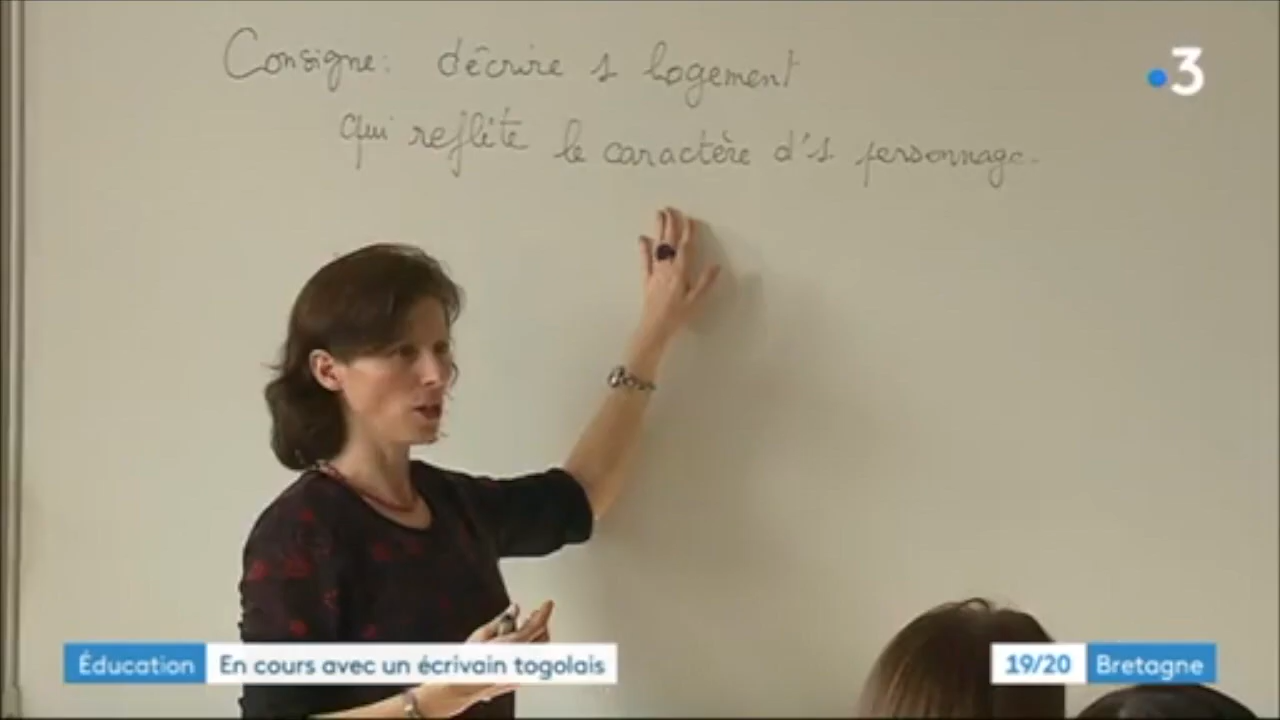 Consigne: décrire 1 logement
qui reflète le caractère d'1 personnage.
3
Éducation En cours avec un écrivain togolais
19/20 Bretagne